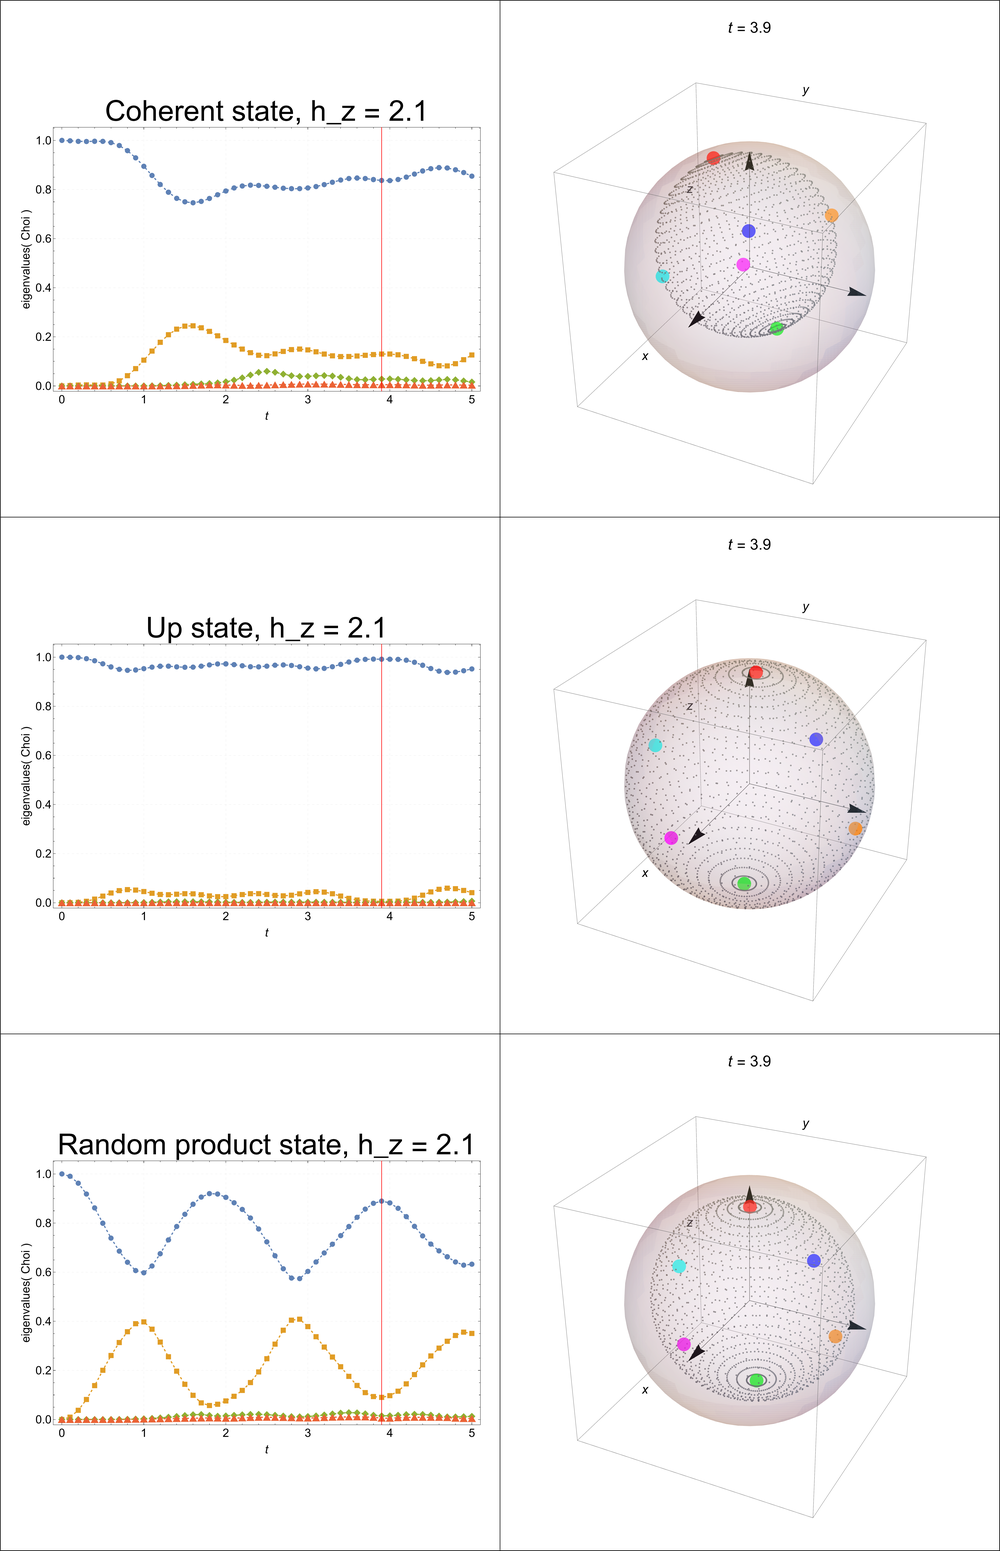 Coherent state, h_z = 2.1
eigenvalues( Choi )
1.0
0.8
0.6
0.4
0.2
0.0
0 1 2 3 4 5
t
t = 3.9
y
z
x
Up state, h_z = 2.1
eigenvalues( Choi )
1.0
0.8
0.6
0.4
0.2
0.0
0 1 2 3 4 5
t
t = 3.9
y
z
x
Random product state, h_z = 2.1
eigenvalues( Choi )
1.0
0.8
0.6
0.4
0.2
0.0
0 1 2 3 4 5
t
t = 3.9
y
z
x